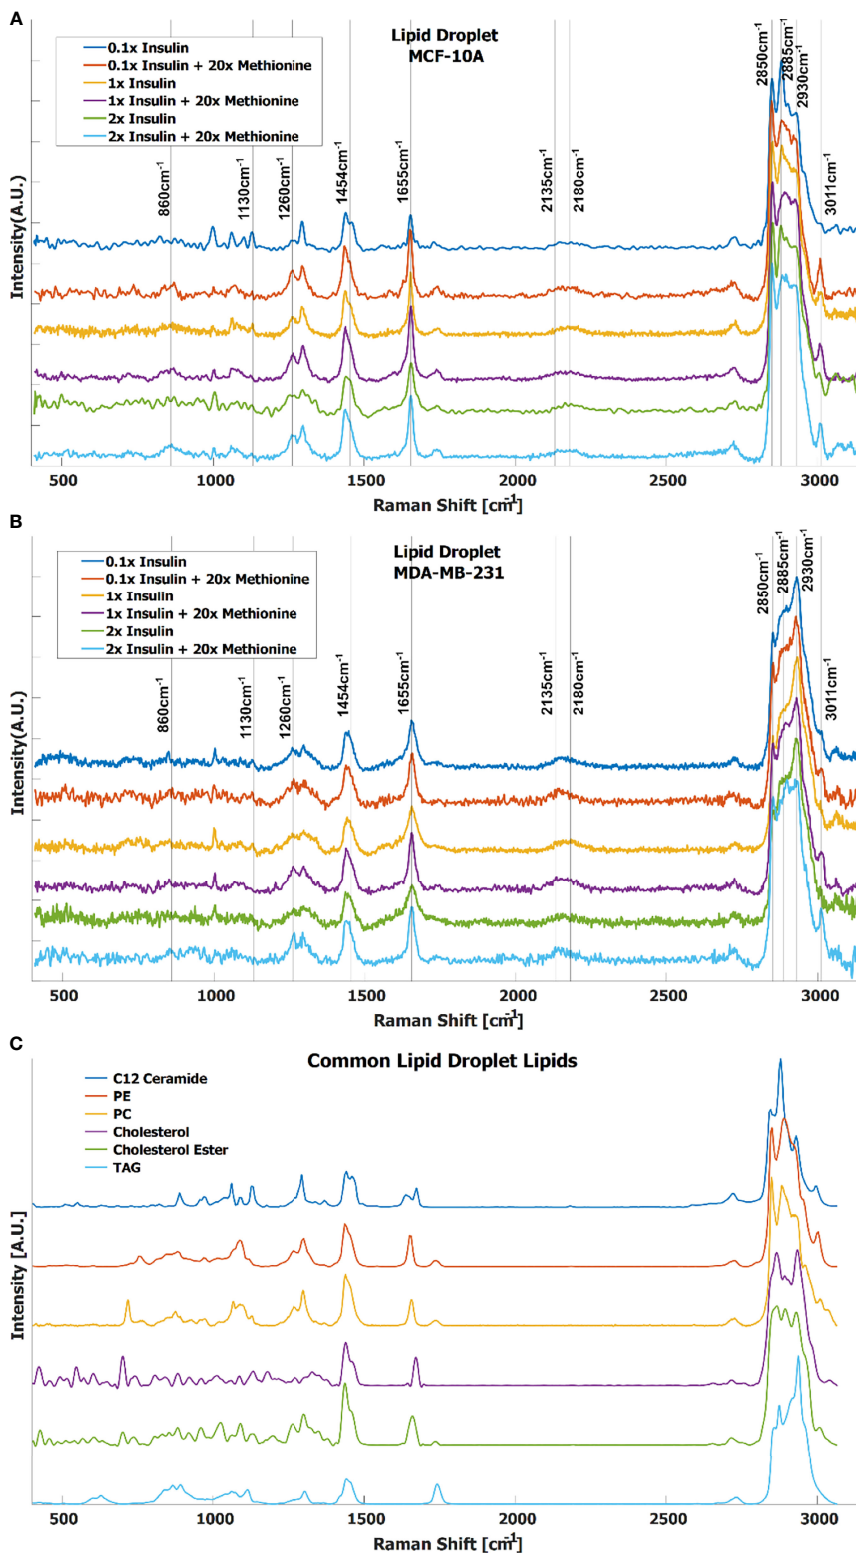 A
Lipid Droplet
MCF-10A
0.1x Insulin
0.1x Insulin + 20x Methionine
1x Insulin
1x Insulin + 20x Methionine
2x Insulin
2x Insulin + 20x Methionine
860cm-1
1130cm-1
1260cm-1
1454cm-1
1655cm-1
2135cm-1
2180cm-1
2850cm-1
2885cm-1
2930cm-1
3011cm-1
Intensity(A.U.)
500 1000 1500 2000 2500 3000
Raman Shift [cm-1]
B
Lipid Droplet
MDA-MB-231
0.1x Insulin
0.1x Insulin + 20x Methionine
1x Insulin
1x Insulin + 20x Methionine
2x Insulin
2x Insulin + 20x Methionine
860cm-1
1130cm-1
1260cm-1
1454cm-1
1655cm-1
2135cm-1
2180cm-1
2850cm-1
2885cm-1
2930cm-1
3011cm-1
Intensity(A.U.)
500 1000 1500 2000 2500 3000
Raman Shift [cm-1]
C
Common Lipid Droplet Lipids
C12 Ceramide
PE
PC
Cholesterol
Cholesterol Ester
TAG
Intensity [A.U.]
500 1000 1500 2000 2500 3000
Raman Shift [cm-1]